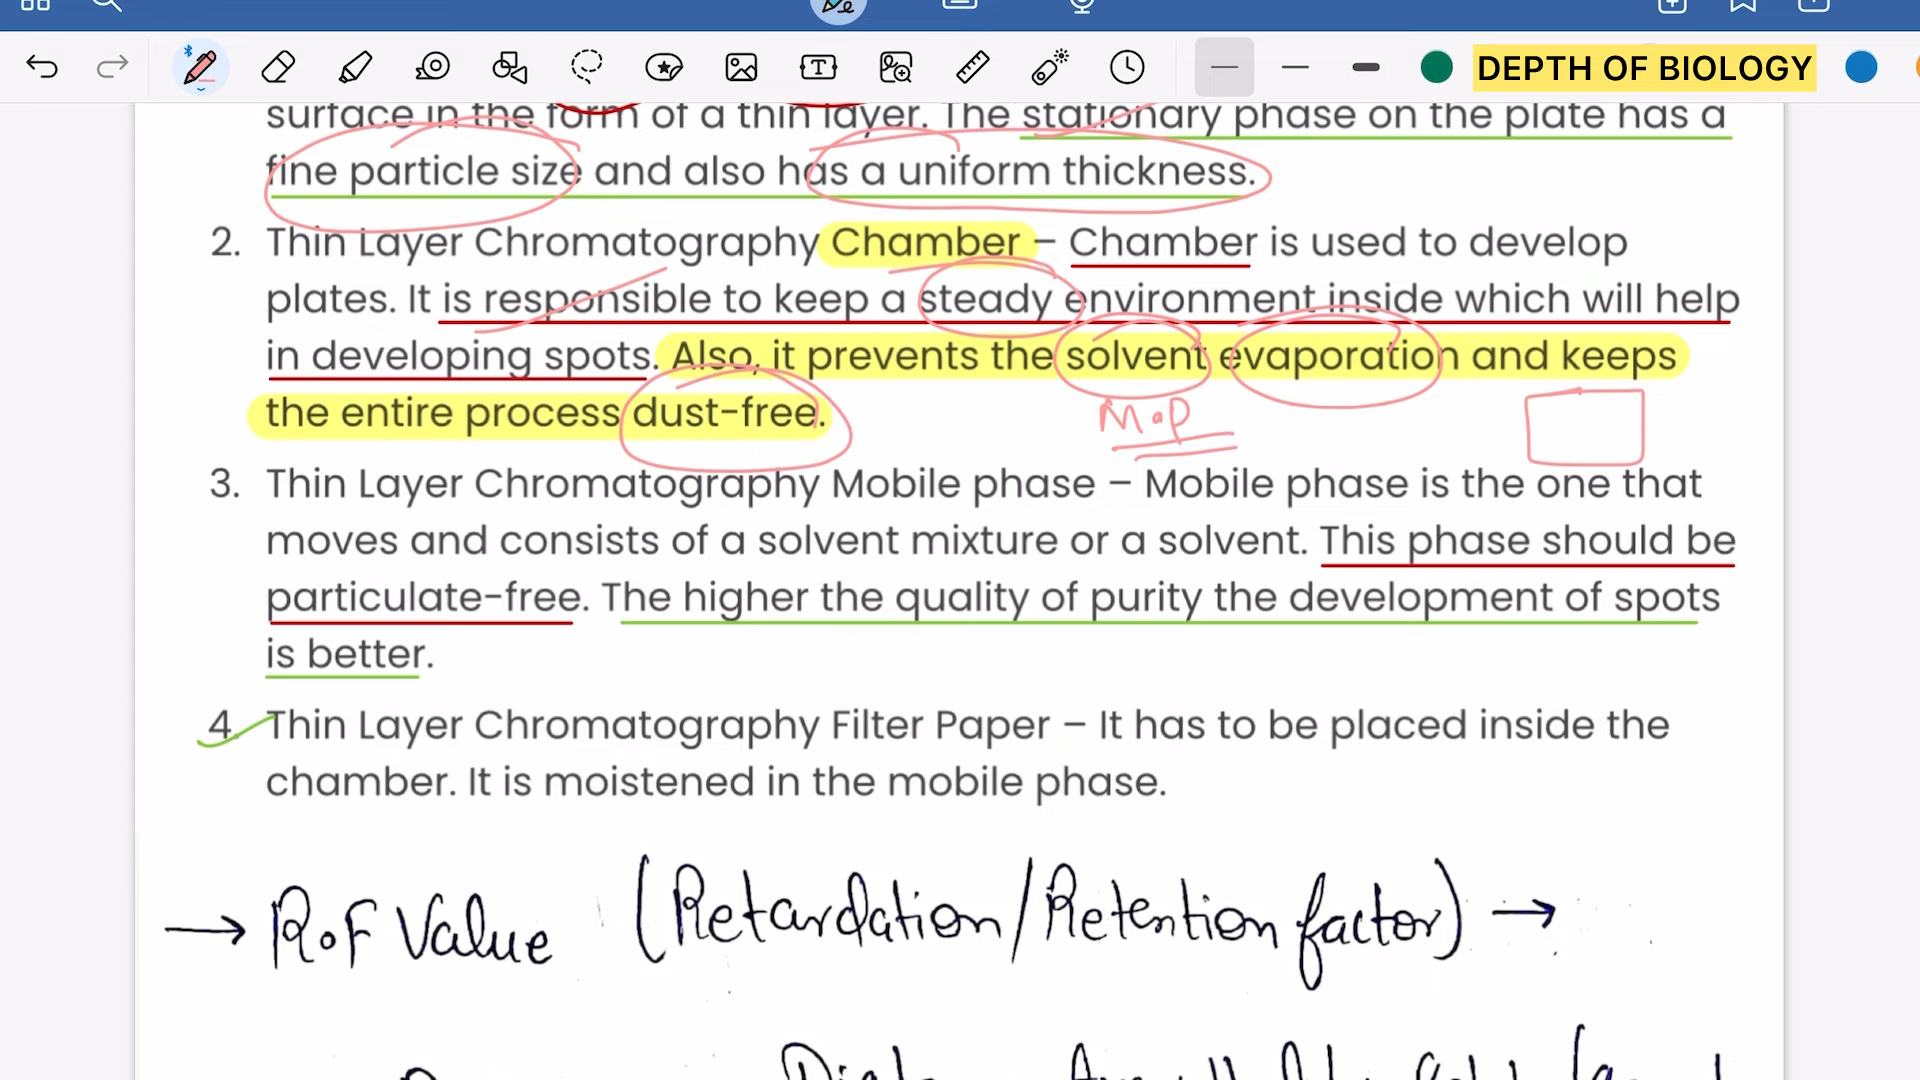 DEPTH OF BIOLOGY
surface in the form of a thin layer. The stationary phase on the plate has a
fine particle size and also has a uniform thickness.
2. Thin Layer Chromatography Chamber – Chamber is used to develop
plates. It is responsible to keep a steady environment inside which will help
in developing spots. Also, it prevents the solvent evaporation and keeps
the entire process dust-free.
M.P
3. Thin Layer Chromatography Mobile phase – Mobile phase is the one that
moves and consists of a solvent mixture or a solvent. This phase should be
particulate-free. The higher the quality of purity the development of spots
is better.
4. Thin Layer Chromatography Filter Paper – It has to be placed inside the
chamber. It is moistened in the mobile phase.
→ R.F Value (Retardation/Retention factor) →